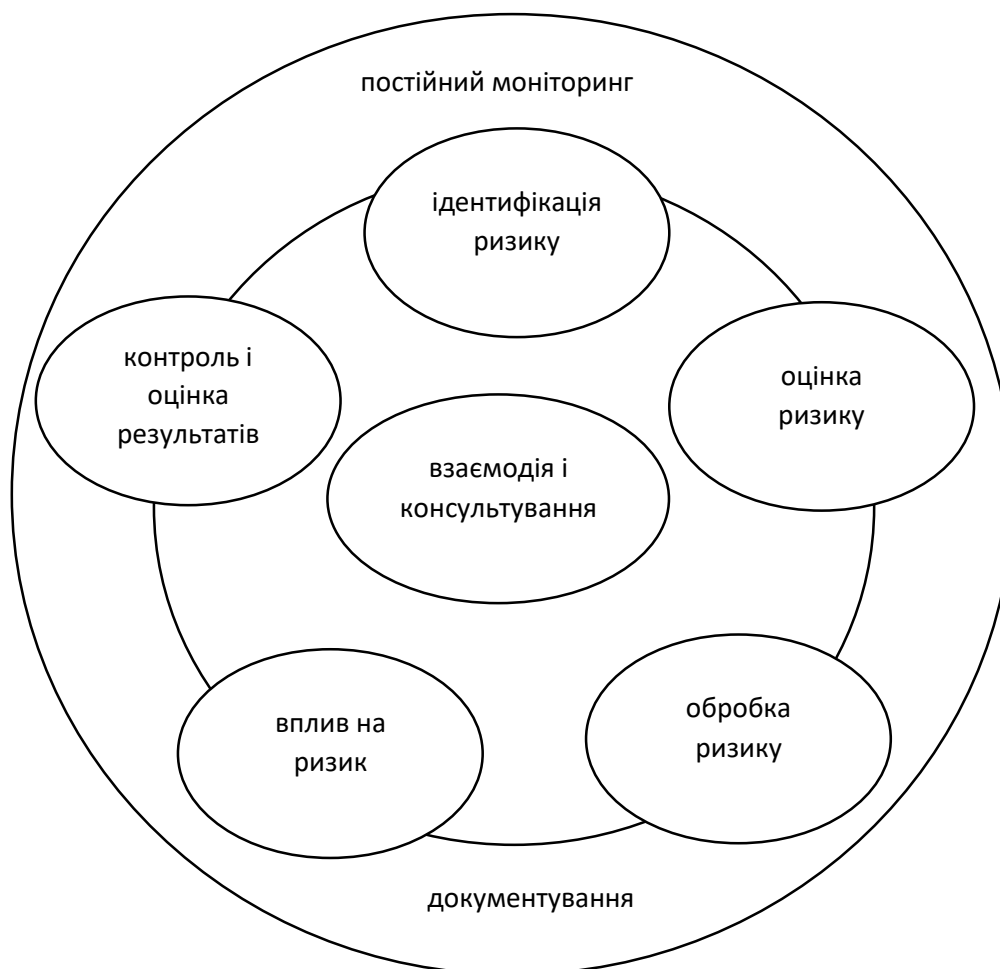 постійний моніторинг
ідентифікація
ризику
контроль і
оцінка
результатів
оцінка
ризику
взаємодія і
консультування
вплив на
ризик
обробка
ризику
документування